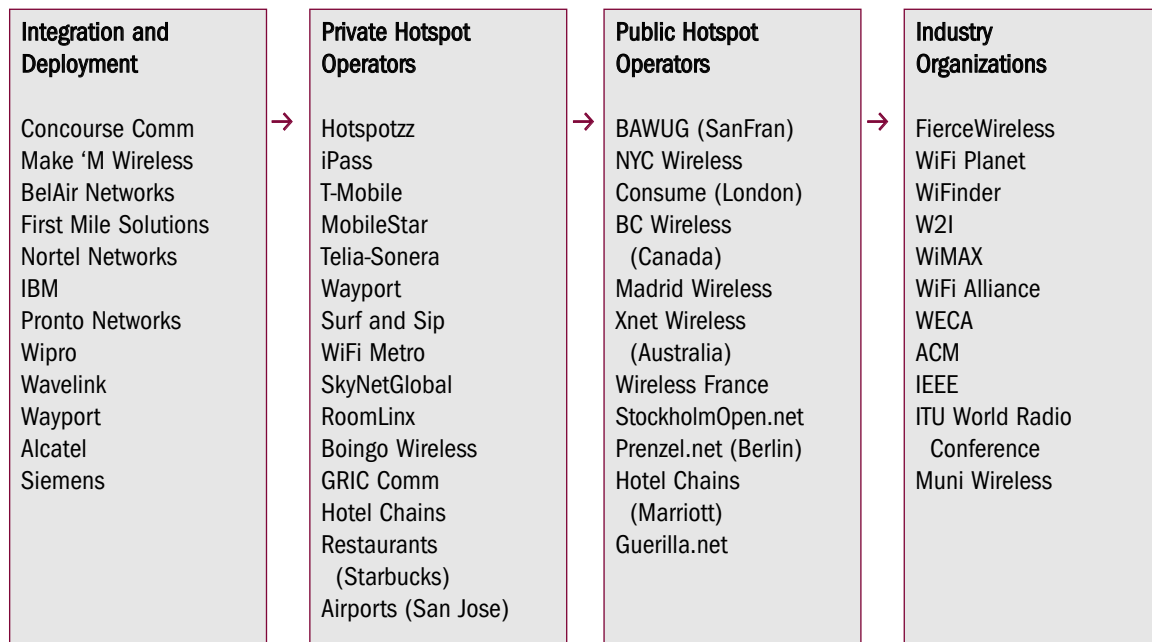 Integration and
Deployment
Concourse Comm
Make ‘M Wireless
BelAir Networks
First Mile Solutions
Nortel Networks
IBM
Pronto Networks
Wipro
Wavelink
Wayport
Alcatel
Siemens
→
Private Hotspot
Operators
Hotspotzz
iPass
T-Mobile
MobileStar
Telia-Sonera
Wayport
Surf and Sip
WiFi Metro
SkyNetGlobal
RoomLinx
Boingo Wireless
GRIC Comm
Hotel Chains
Restaurants
(Starbucks)
Airports (San Jose)
→
Public Hotspot
Operators
BAWUG (SanFran)
NYC Wireless
Consume (London)
BC Wireless
(Canada)
Madrid Wireless
Xnet Wireless
(Australia)
Wireless France
StockholmOpen.net
Prenzel.net (Berlin)
Hotel Chains
(Marriott)
Guerilla.net
→
Industry
Organizations
FierceWireless
WiFi Planet
WiFinder
W2I
WiMAX
WiFi Alliance
WECA
ACM
IEEE
ITU World Radio
Conference
Muni Wireless